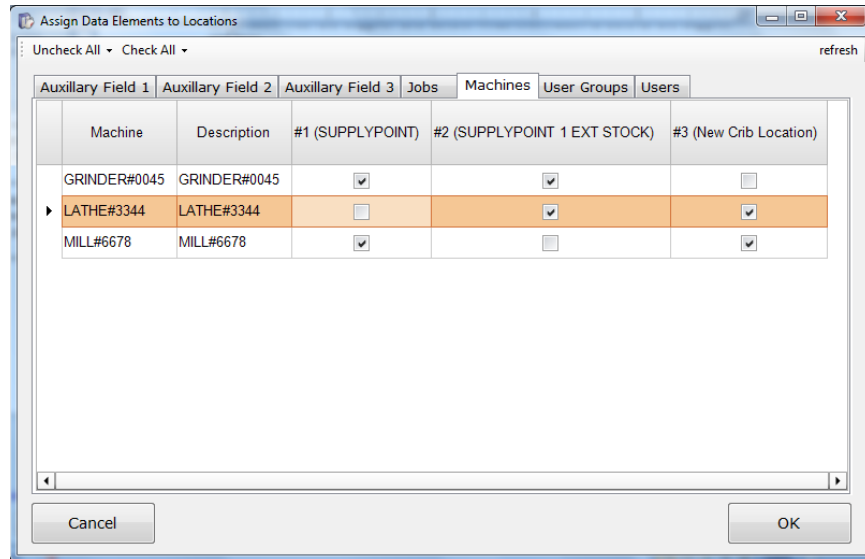 Assign Data Elements to Locations
Uncheck All Check All refresh
Auxillary Field 1 Auxillary Field 2 Auxillary Field 3 Jobs Machines User Groups Users
Machine Description #1 (SUPPLYPOINT) #2 (SUPPLYPOINT 1 EXT STOCK) #3 (New Crib Location)
GRINDER#0045 GRINDER#0045
LATHE#3344 LATHE#3344
MILL#6678 MILL#6678
Cancel OK